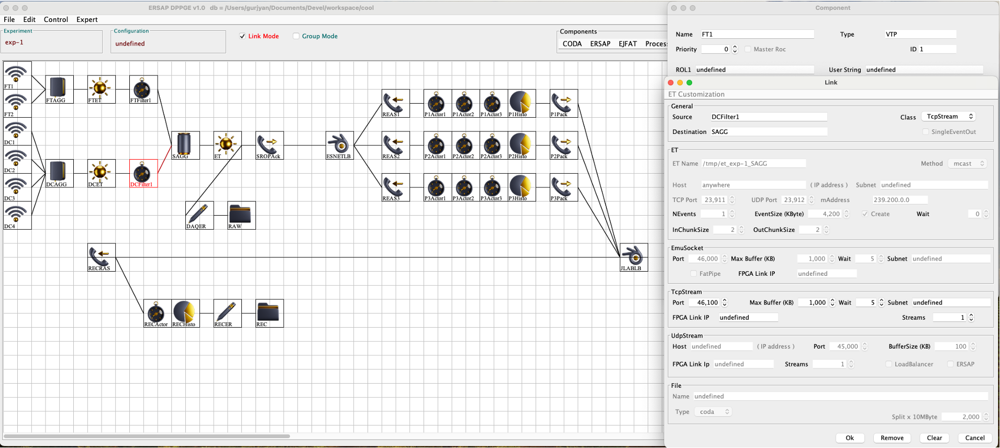 ERSAP DPPGE v1.0   db = /Users/gurjyan/Documents/Devel/workspace/cool
File Edit Control Expert
Experiment
exp-1
Configuration
undefined
Link Mode
Group Mode
Components
CODA ERSAP EJFAT Process
FT1
FT2
DC1
DC2
DC3
DC4
FTAGG
FTET
FTFilter1
DCAGG
DCET
DCFilter1
SAGG
ET
SROPAck
ESNETLB
DAQER
RAW
REAS1
P1Actor1 P1Actor2 P1Actor3 P1Histo
P1Pack
REAS2
P2Actor1 P2Actor2 P2Actor3 P2Histo
P2Pack
REAS3
P3Actor1 P3Actor2 P3Actor3 P3Histo
P3Pack
RECRAS
JLABLB
RECActor RECHisto
RECER
REC
Component
Name FT1 Type VTP
Priority 0 Master Roc ID 1
ROL1 undefined User String undefined
Link
ET Customization
General
Source DCFilter1 Class TcpStream
Destination SAGG SingleEventOut
ET
ET Name /tmp/et_exp-1_SAGG Method mcast
Host anywhere ( IP address ) Subnet undefined
TCP Port 23,911 UDP Port 23,912 mAddress 239.200.0.0
NEvents 1 EventSize (KByte) 4,200 Create Wait 0
InChunkSize 2 OutChunkSize 2
EmuSocket
Port 46,000 Max Buffer (KB) 1,000 Wait 5 Subnet undefined
FatPipe FPGA Link IP undefined
TcpStream
Port 46,100 Max Buffer (KB) 1,000 Wait 5 Subnet undefined
FPGA Link IP undefined Streams 1
UdpStream
Host undefined ( IP address ) Port 45,000 BufferSize (KB) 100
FPGA Link Ip undefined Streams 1 LoadBalancer ERSAP
File
Name undefined
Type coda
Split x 10MByte 2,000
Ok Remove Clear Cancel